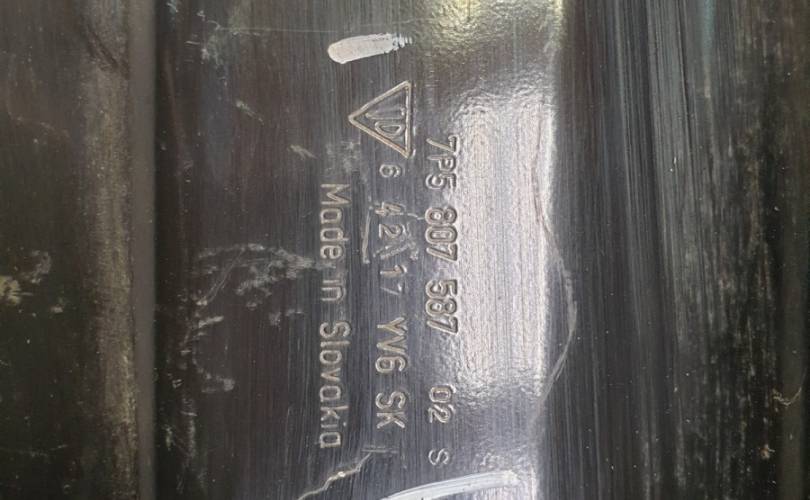 7P5 807 587 02 S
6 42 17 YV6 SK
Made in Slovakia